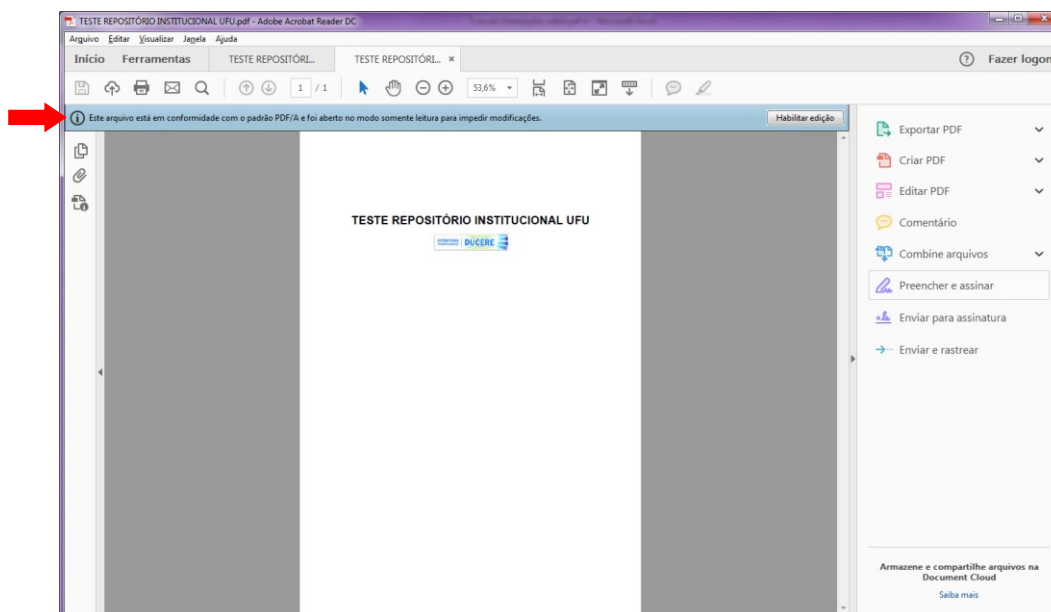 TESTE REPOSITÓRIO INSTITUCIONAL UFU.pdf - Adobe Acrobat Reader DC
Arquivo Editar Visualizar Janela Ajuda
Início Ferramentas TESTE REPOSITÓRI... TESTE REPOSITÓRI... × Fazer logon
1 / 1 53,6%
Este arquivo está em conformidade com o padrão PDF/A e foi aberto no modo somente leitura para impedir modificações. Habilitar edição
TESTE REPOSITÓRIO INSTITUCIONAL UFU
DUCERE
Exportar PDF
Criar PDF
Editar PDF
Comentário
Combine arquivos
Preencher e assinar
Enviar para assinatura
Enviar e rastrear
Armazene e compartilhe arquivos na
Document Cloud
Saiba mais